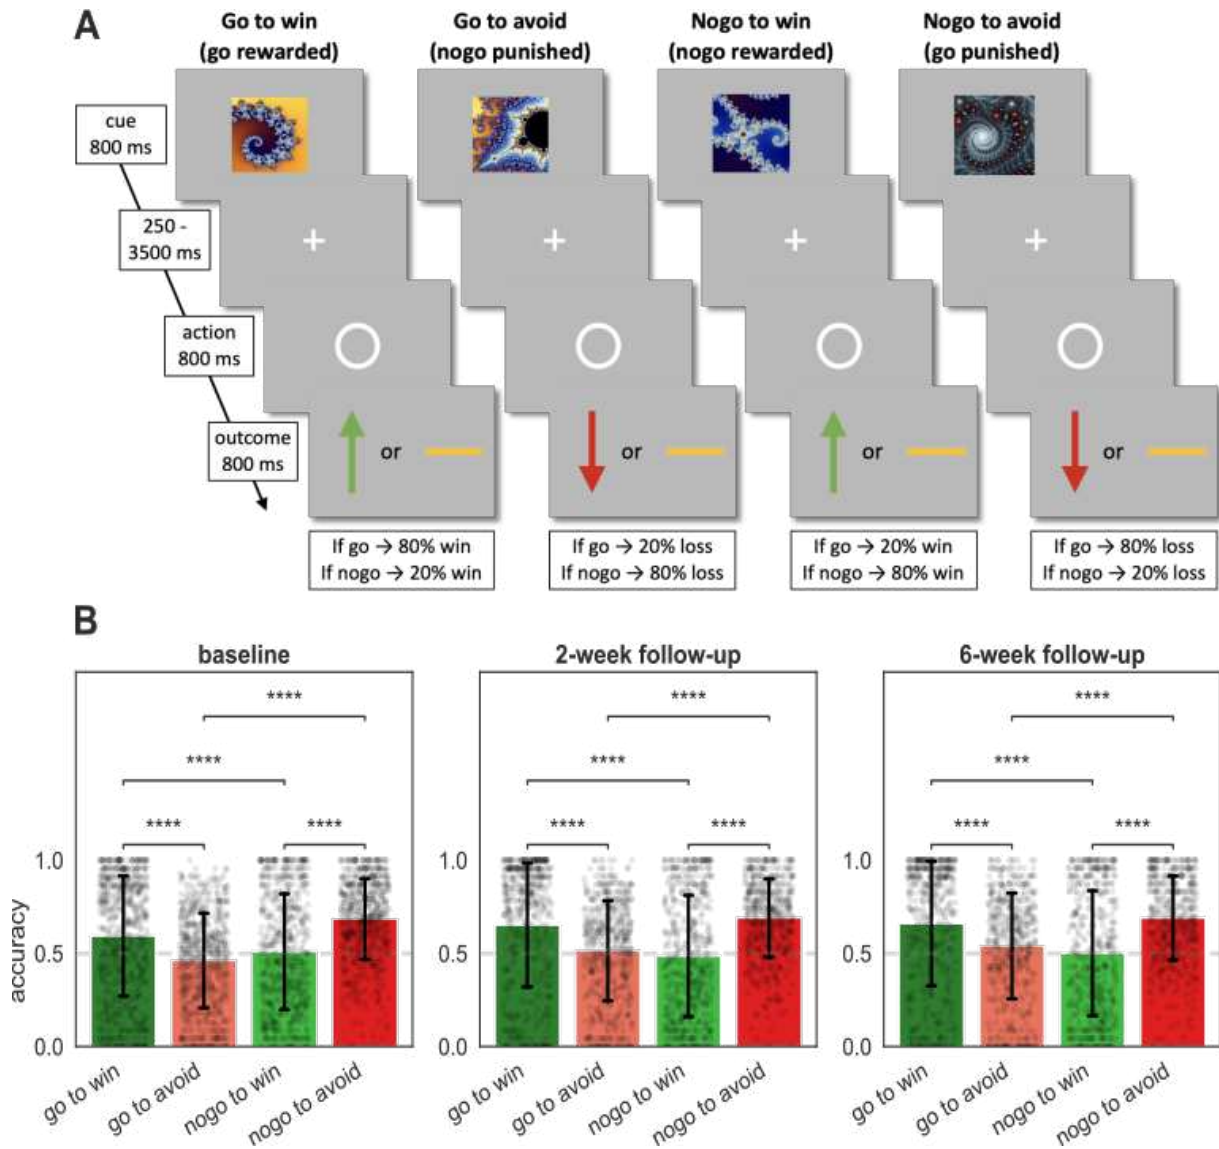 A
Go to win
(go rewarded)
Go to avoid
(nogo punished)
Nogo to win
(nogo rewarded)
Nogo to avoid
(go punished)
cue
800 ms
250 -
3500 ms
action
800 ms
outcome
800 ms
or
or
or
or
If go → 80% win
If nogo → 20% win
If go → 20% loss
If nogo → 80% loss
If go → 20% win
If nogo → 80% win
If go → 80% loss
If nogo → 20% loss
B
baseline
2-week follow-up
6-week follow-up
****
****
****
****
****
****
****
****
****
****
****
****
accuracy
1.0
0.5
0.0
1.0
0.5
0.0
1.0
0.5
0.0
go to win
go to avoid
nogo to win
nogo to avoid
go to win
go to avoid
nogo to win
nogo to avoid
go to win
go to avoid
nogo to win
nogo to avoid